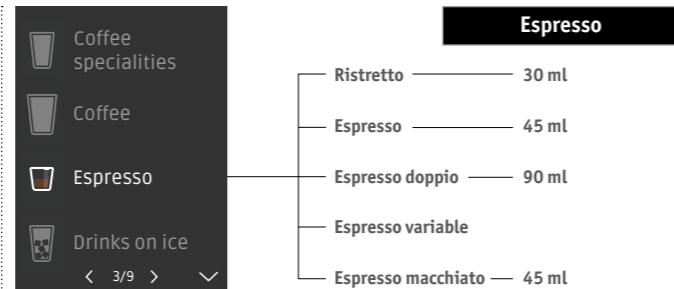 Espresso
Coffee
specialities
Coffee
Espresso
Drinks on ice
3/9
Ristretto 30 ml
Espresso 45 ml
Espresso doppio 90 ml
Espresso variable
Espresso macchiato 45 ml